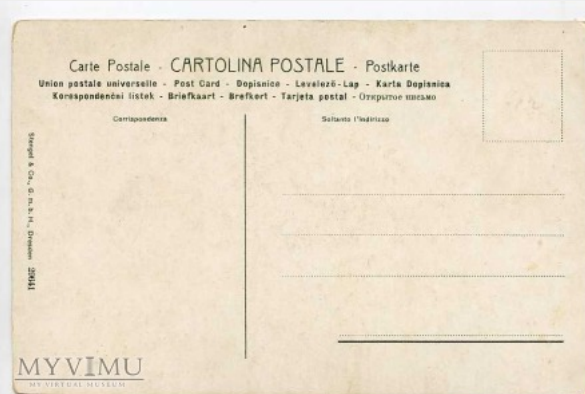 Carte Postale - CARTOLINA POSTALE - Postkarte
Union postale universelle - Post Card - Dopisnice - Levelező-Lap - Karta Dopisnica
Korespondenční lístek - Briefkaart - Brefkort - Tarjeta postal - Открытое письмо
Corrispondenza
Soltanto l'indirizzo
Stengel & Co., G. m. b. H., Dresden 29941
MYVIMU
MY VIRTUAL MUSEUM